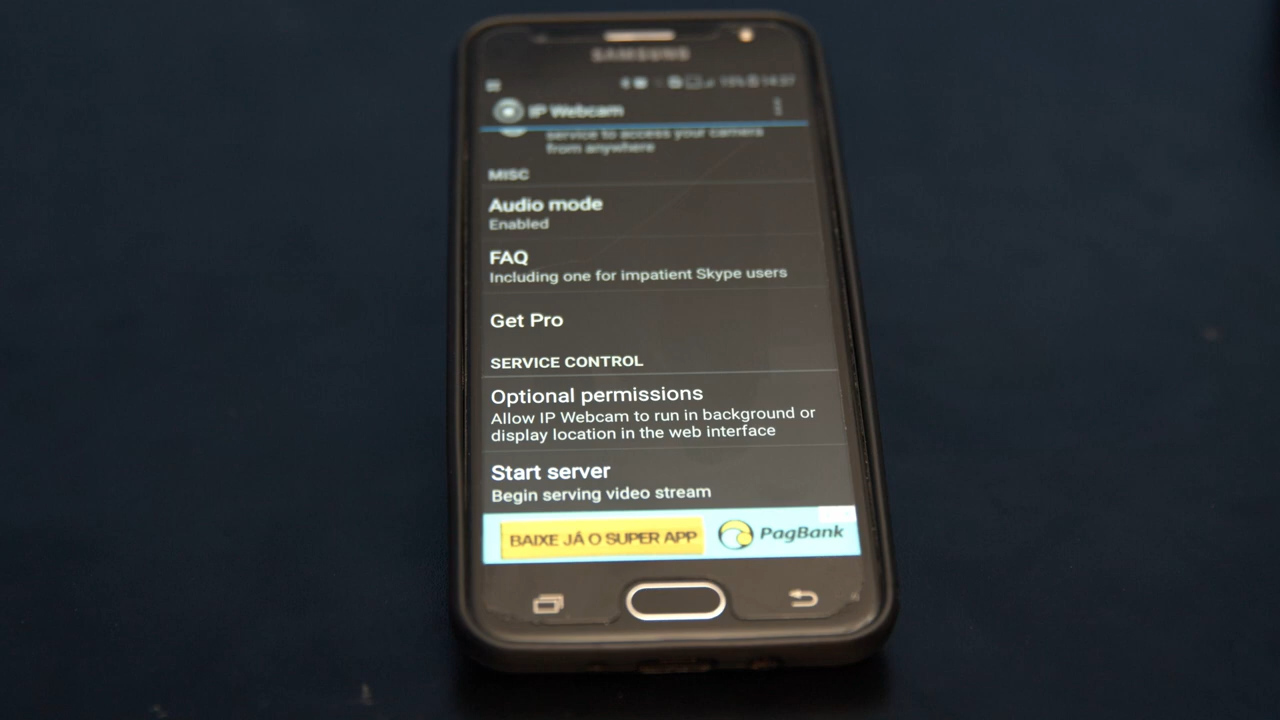 SAMSUNG
14:37
IP Webcam
service to access your camera
from anywhere
MISC
Audio mode
Enabled
FAQ
Including one for impatient Skype users
Get Pro
SERVICE CONTROL
Optional permissions
Allow IP Webcam to run in background or
display location in the web interface
Start server
Begin serving video stream
BAIXE JÁ O SUPER APP
PagBank